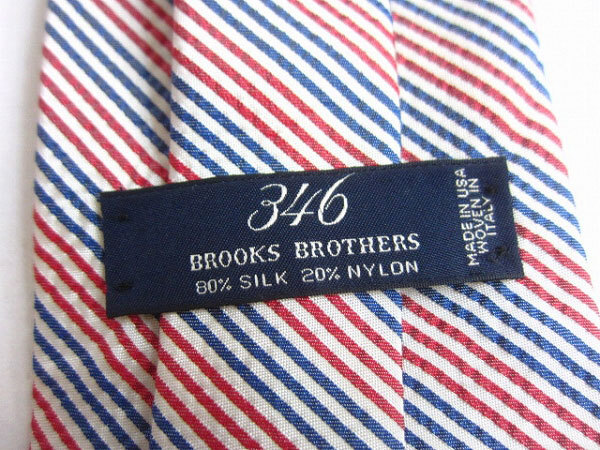 346
BROOKS BROTHERS
80% SILK 20% NYLON
MADE IN USA
WOVEN IN
ITALY